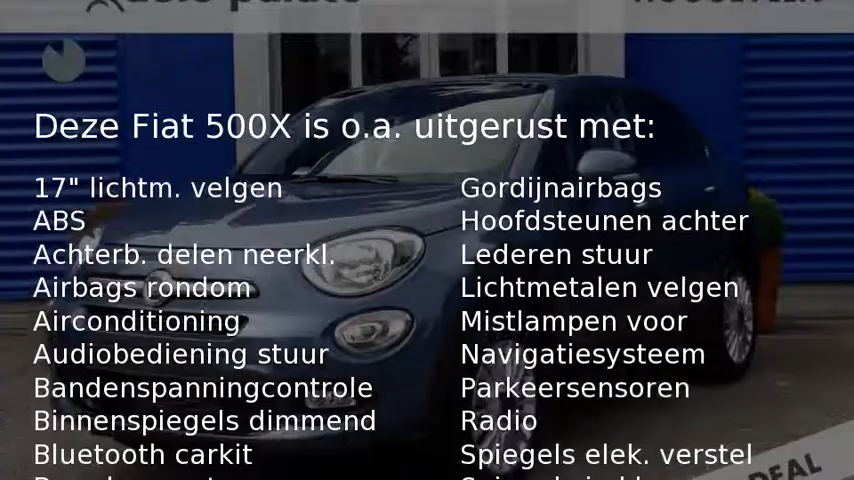 Deze Fiat 500X is o.a. uitgerust met:
17" lichtm. velgen
ABS
Achterb. delen neerkl.
Airbags rondom
Airconditioning
Audiobediening stuur
Bandenspanningcontrole
Binnenspiegels dimmend
Bluetooth carkit
Gordijnairbags
Hoofdsteunen achter
Lederen stuur
Lichtmetalen velgen
Mistlampen voor
Navigatiesysteem
Parkeersensoren
Radio
Spiegels elek. verstel
DEAL